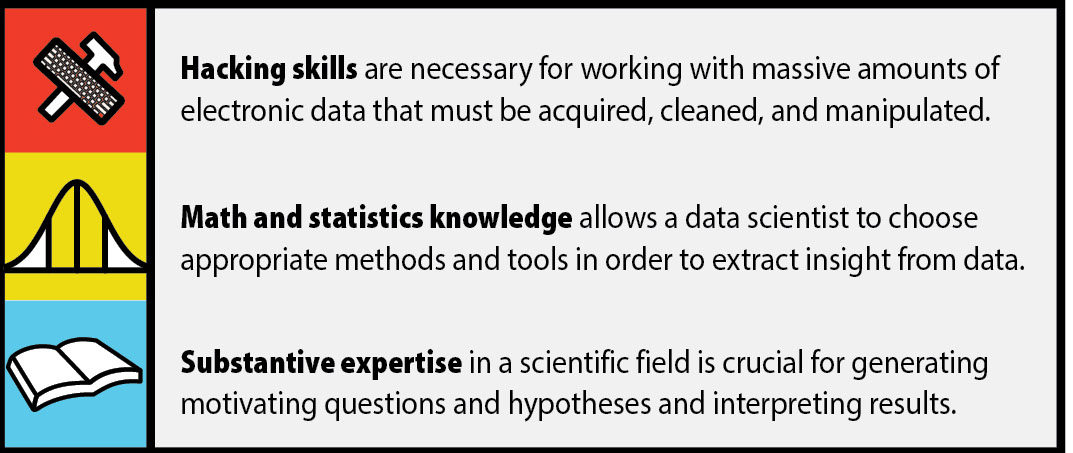 Hacking skills are necessary for working with massive amounts of
electronic data that must be acquired, cleaned, and manipulated.
Math and statistics knowledge allows a data scientist to choose
appropriate methods and tools in order to extract insight from data.
Substantive expertise in a scientific field is crucial for generating
motivating questions and hypotheses and interpreting results.